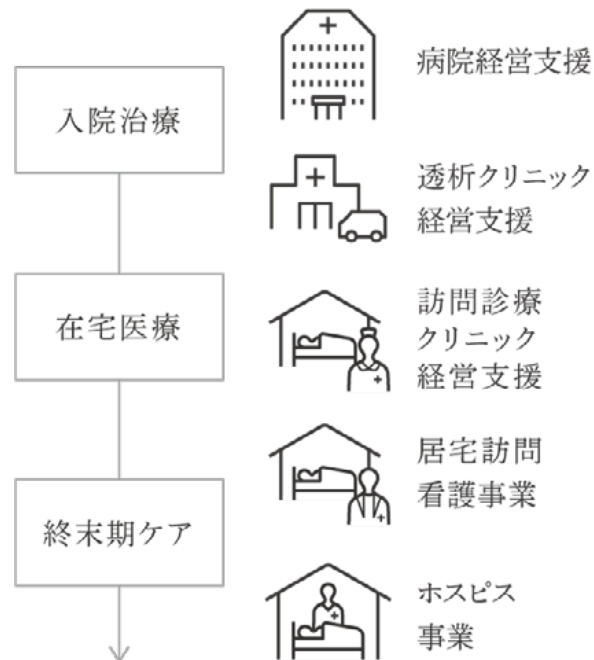 入院治療
在宅医療
終末期ケア
病院経営支援
透析クリニック
経営支援
訪問診療
クリニック
経営支援
居宅訪問
看護事業
ホスピス
事業